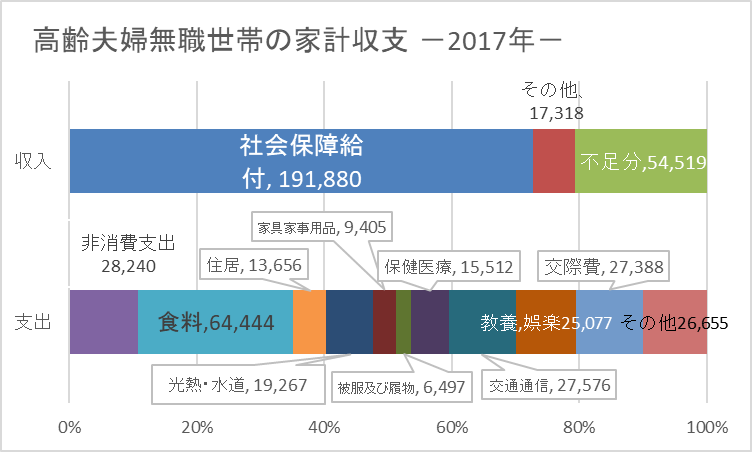 高齢夫婦無職世帯の家計収支 －2017年－
その他、
17,318
収入
社会保障給
付, 191,880
不足分,54,519
非消費支出
28,240
家具家事用品, 9,405
住居, 13,656
保健医療, 15,512
交際費, 27,388
支出
食料,64,444
教養,娯楽25,077
その他26,655
光熱・水道, 19,267
被服及び履物, 6,497
交通通信, 27,576
0%
20%
40%
60%
80%
100%